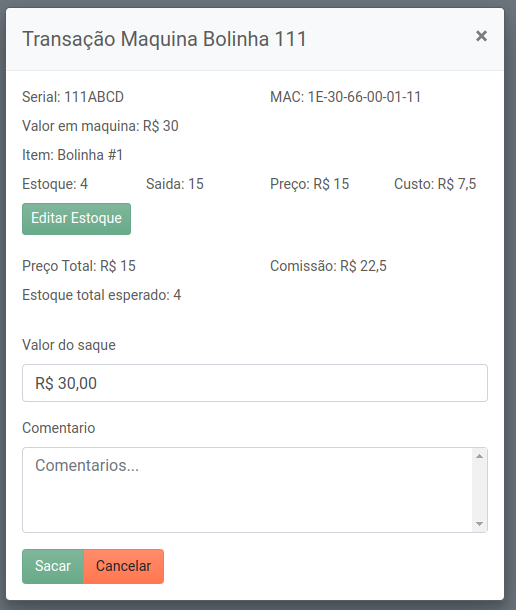 Transação Maquina Bolinha 111 ×
Serial: 111ABCD MAC: 1E-30-66-00-01-11
Valor em maquina: R$ 30
Item: Bolinha #1
Estoque: 4 Saida: 15 Preço: R$ 15 Custo: R$ 7,5
Editar Estoque
Preço Total: R$ 15 Comissão: R$ 22,5
Estoque total esperado: 4
Valor do saque
R$ 30,00
Comentario
Comentarios...
Sacar Cancelar